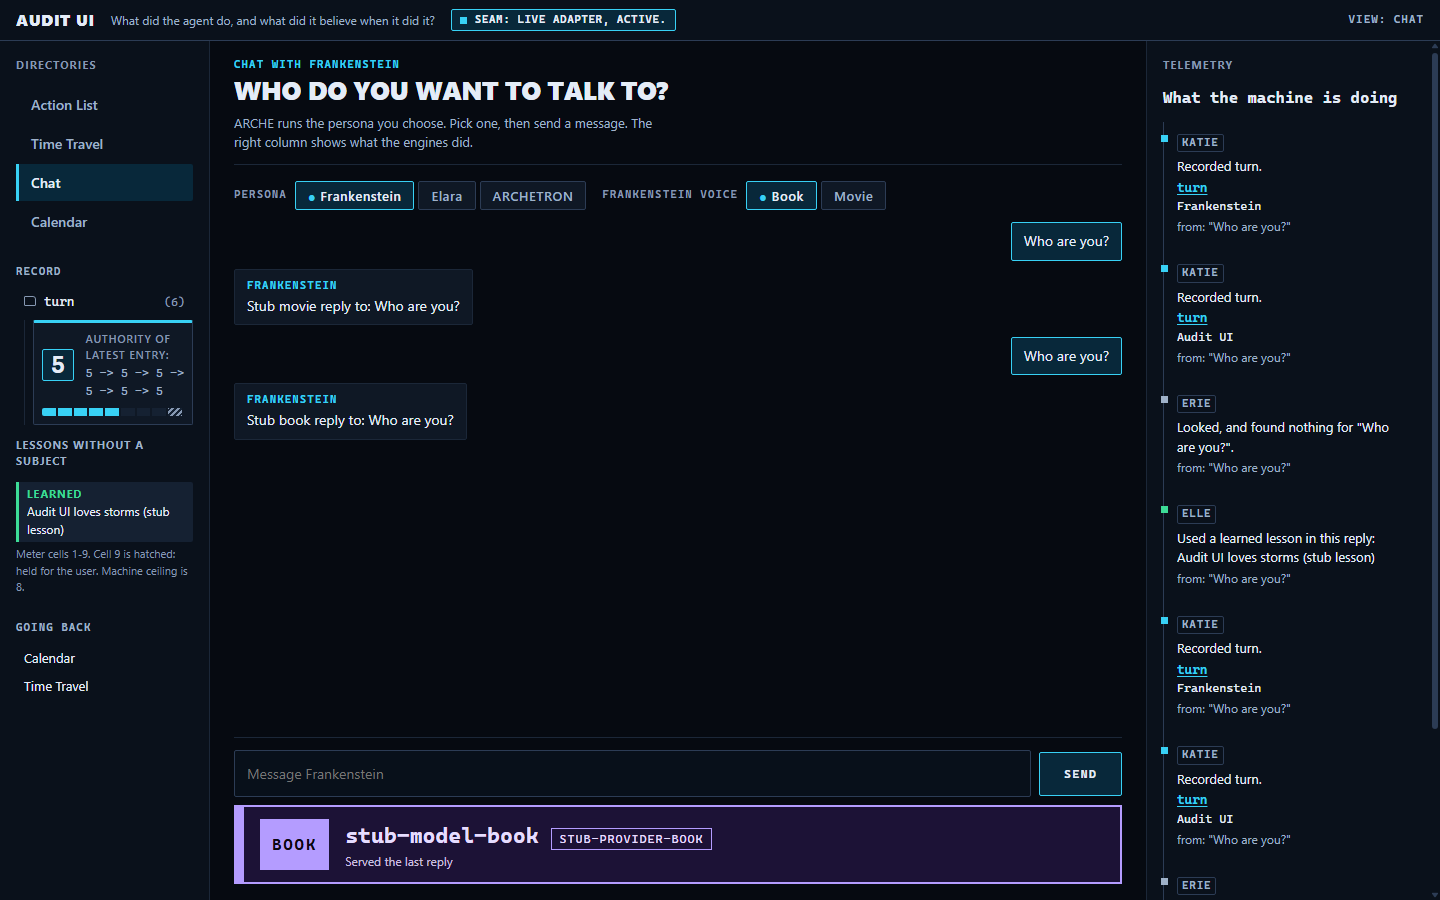 AUDIT UI
What did the agent do, and what did it believe when it did it?
SEAM: LIVE ADAPTER, ACTIVE.
VIEW: CHAT
DIRECTORIES
Action List
Time Travel
Chat
Calendar
RECORD
turn (6)
5
AUTHORITY OF
LATEST ENTRY:
5 -> 5 -> 5 ->
5 -> 5 -> 5
LESSONS WITHOUT A
SUBJECT
LEARNED
Audit UI loves storms (stub
lesson)
Meter cells 1-9. Cell 9 is hatched:
held for the user. Machine ceiling is
8.
GOING BACK
Calendar
Time Travel
CHAT WITH FRANKENSTEIN
WHO DO YOU WANT TO TALK TO?
ARCHE runs the persona you choose. Pick one, then send a message. The
right column shows what the engines did.
PERSONA
Frankenstein
Elara
ARCHETRON
FRANKENSTEIN VOICE
Book
Movie
Who are you?
FRANKENSTEIN
Stub movie reply to: Who are you?
Who are you?
FRANKENSTEIN
Stub book reply to: Who are you?
Message Frankenstein
SEND
BOOK
stub-model-book
STUB-PROVIDER-BOOK
Served the last reply
TELEMETRY
What the machine is doing
KATIE
Recorded turn.
turn
Frankenstein
from: "Who are you?"
KATIE
Recorded turn.
turn
Audit UI
from: "Who are you?"
ERIE
Looked, and found nothing for "Who
are you?".
from: "Who are you?"
ELLE
Used a learned lesson in this reply:
Audit UI loves storms (stub lesson)
from: "Who are you?"
KATIE
Recorded turn.
turn
Frankenstein
from: "Who are you?"
KATIE
Recorded turn.
turn
Audit UI
from: "Who are you?"
ERIE